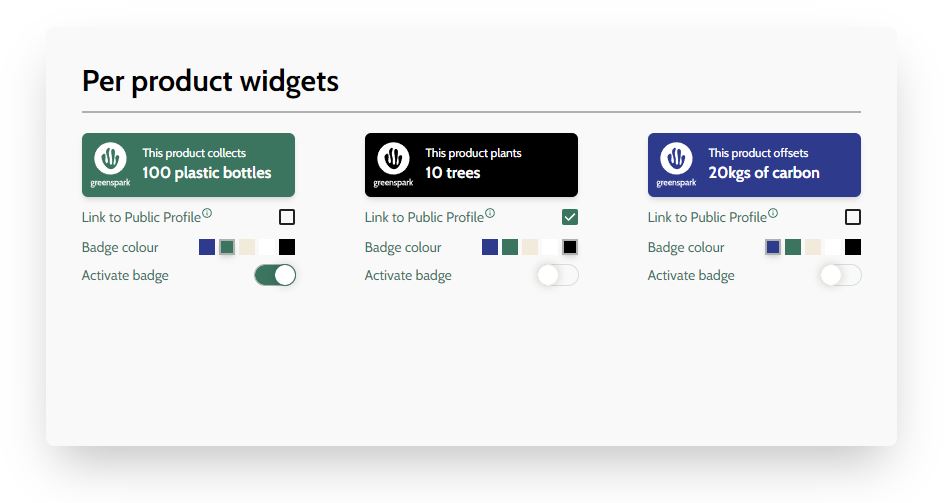 Per product widgets
This product collects
100 plastic bottles
greenspark
Link to Public Profile
Badge colour
Activate badge
This product plants
10 trees
greenspark
Link to Public Profile
Badge colour
Activate badge
This product offsets
20kgs of carbon
greenspark
Link to Public Profile
Badge colour
Activate badge